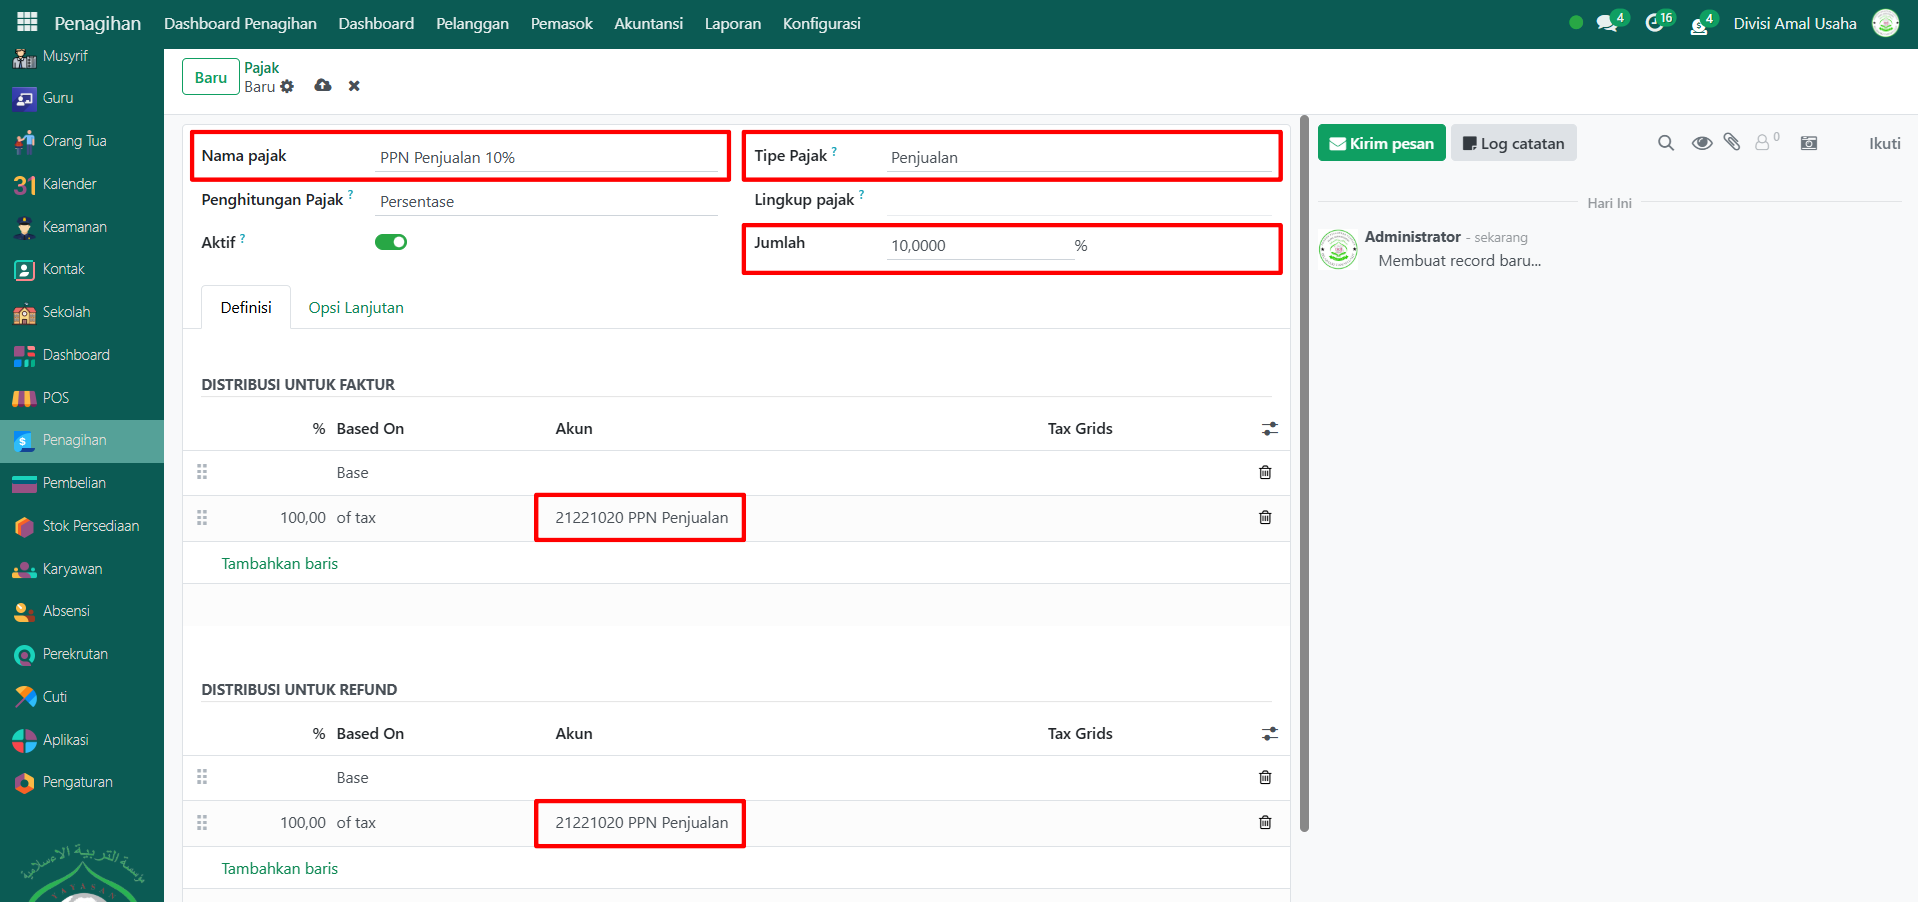 Penagihan
Dashboard Penagihan
Dashboard
Pelanggan
Pemasok
Akuntansi
Laporan
Konfigurasi
4
16
4
Divisi Amal Usaha
Musyrif
Guru
Orang Tua
Kalender
Keamanan
Kontak
Sekolah
Dashboard
POS
Penagihan
Pembelian
Stok Persediaan
Karyawan
Absensi
Perekrutan
Cuti
Aplikasi
Pengaturan
مؤسسة التربية الإسلامية
Baru
Pajak
Baru
Nama pajak PPN Penjualan 10%
Tipe Pajak ? Penjualan
Penghitungan Pajak ? Persentase
Lingkup pajak ?
Aktif ?
Jumlah 10,0000 %
Definisi
Opsi Lanjutan
DISTRIBUSI UNTUK FAKTUR
% Based On Akun Tax Grids
Base
100,00 of tax 21221020 PPN Penjualan
Tambahkan baris
DISTRIBUSI UNTUK REFUND
% Based On Akun Tax Grids
Base
100,00 of tax 21221020 PPN Penjualan
Tambahkan baris
Kirim pesan
Log catatan
0
Ikuti
Hari Ini
Administrator - sekarang
Membuat record baru...